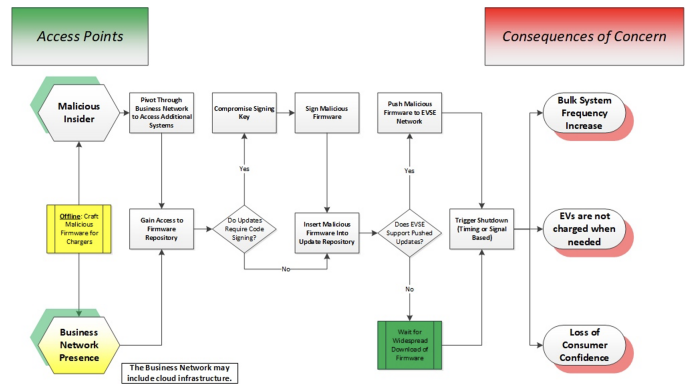 Access Points
Consequences of Concern
Malicious
Insider
Pivot Through
Business Network
to Access Additional
Systems
Compromise Signing
Key
Sign Malicious
Firmware
Push Malicious
Firmware to EVSE
Network
Bulk System
Frequency
Increase
Yes
Yes
Offline: Craft
Malicious
Firmware for
Chargers
Gain Access to
Firmware
Repository
Do Updates
Require Code
Signing?
Insert Malicious
Firmware Into
Update Repository
Does EVSE
Support Pushed
Updates?
Trigger Shutdown
(Timing or Signal
Based)
EVs are not
charged when
needed
No
No
Business
Network
Presence
Wait for
Widespread
Download of
Firmware
Loss of
Consumer
Confidence
The Business Network may
include cloud infrastructure.